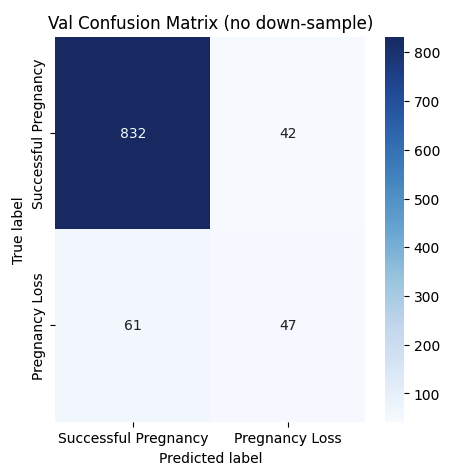 Val Confusion Matrix (no down-sample)
True label
Successful Pregnancy
Pregnancy Loss
832
42
61
47
Successful Pregnancy
Pregnancy Loss
Predicted label
800
700
600
500
400
300
200
100